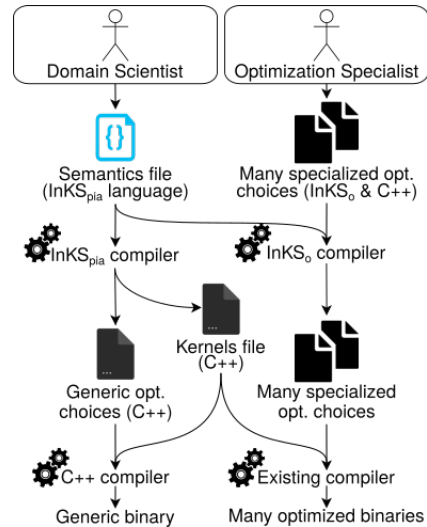 Domain Scientist
Optimization Specialist
{}
Semantics file
(InKSpia language)
Many specialized opt.
choices (InKSo & C++)
InKSpia compiler
InKSo compiler
...
...
Kernels file
(C++)
Generic opt.
choices (C++)
Many specialized
opt. choices
C++ compiler
Existing compiler
Generic binary
Many optimized binaries